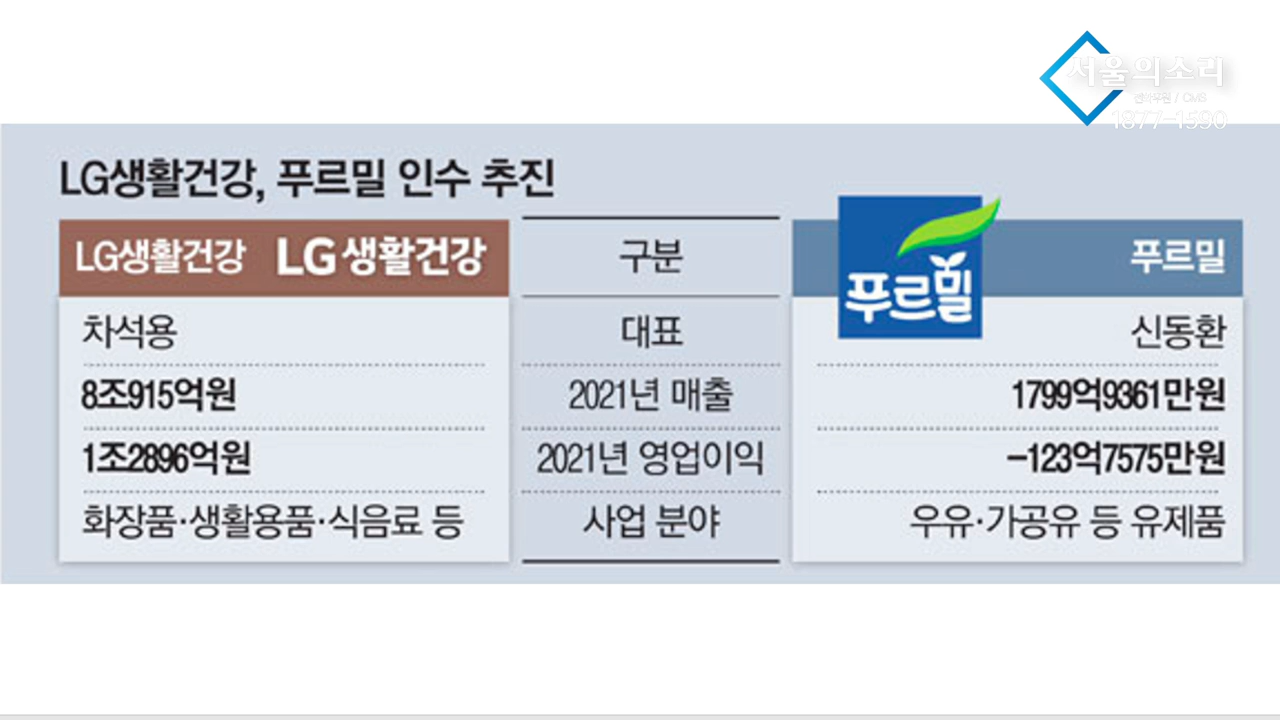 서울의소리
1877-1590
LG생활건강, 푸르밀 인수 추진
LG생활건강 LG생활건강 구분 푸르밀 푸르밀
차석용 대표 신동환
8조915억원 2021년 매출 1799억9361만원
1조2896억원 2021년 영업이익 -123억7575만원
화장품·생활용품·식음료 등 사업 분야 우유·가공유 등 유제품